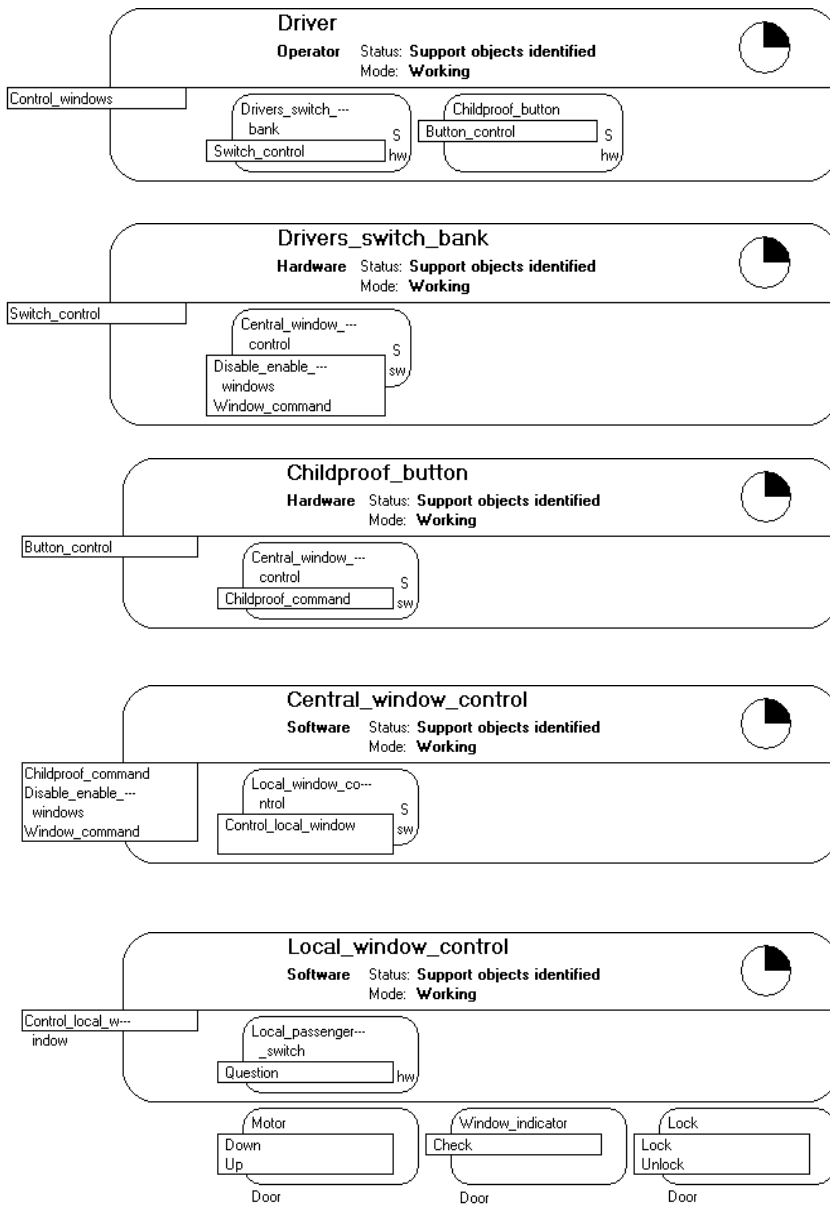 Driver
Operator Status: Support objects identified
Mode: Working
Control_windows
Drivers_switch_---
bank
S
Switch_control
hw
Childproof_button
Button_control
S
hw
Drivers_switch_bank
Hardware Status: Support objects identified
Mode: Working
Switch_control
Central_window_---
control
S
Disable_enable_---
windows
Window_command
sw
Childproof_button
Hardware Status: Support objects identified
Mode: Working
Button_control
Central_window_---
control
S
Childproof_command
sw
Central_window_control
Software Status: Support objects identified
Mode: Working
Childproof_command
Disable_enable_---
windows
Window_command
Local_window_co---
ntrol
S
Control_local_window
sw
Local_window_control
Software Status: Support objects identified
Mode: Working
Control_local_w---
indow
Local_passenger---
_switch
Question
hw
Motor
Down
Up
Door
Window_indicator
Check
Door
Lock
Lock
Unlock
Door